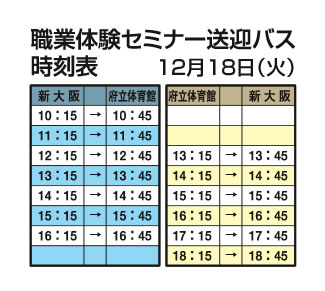 職業体験セミナー送迎バス
時刻表 12月18日(火)
新大阪 → 府立体育館 府立体育館 → 新大阪
10:15 → 10:45
11:15 → 11:45
12:15 → 12:45 13:15 → 13:45
13:15 → 13:45 14:15 → 14:45
14:15 → 14:45 15:15 → 15:45
15:15 → 15:45 16:15 → 16:45
16:15 → 16:45 17:15 → 17:45
18:15 → 18:45